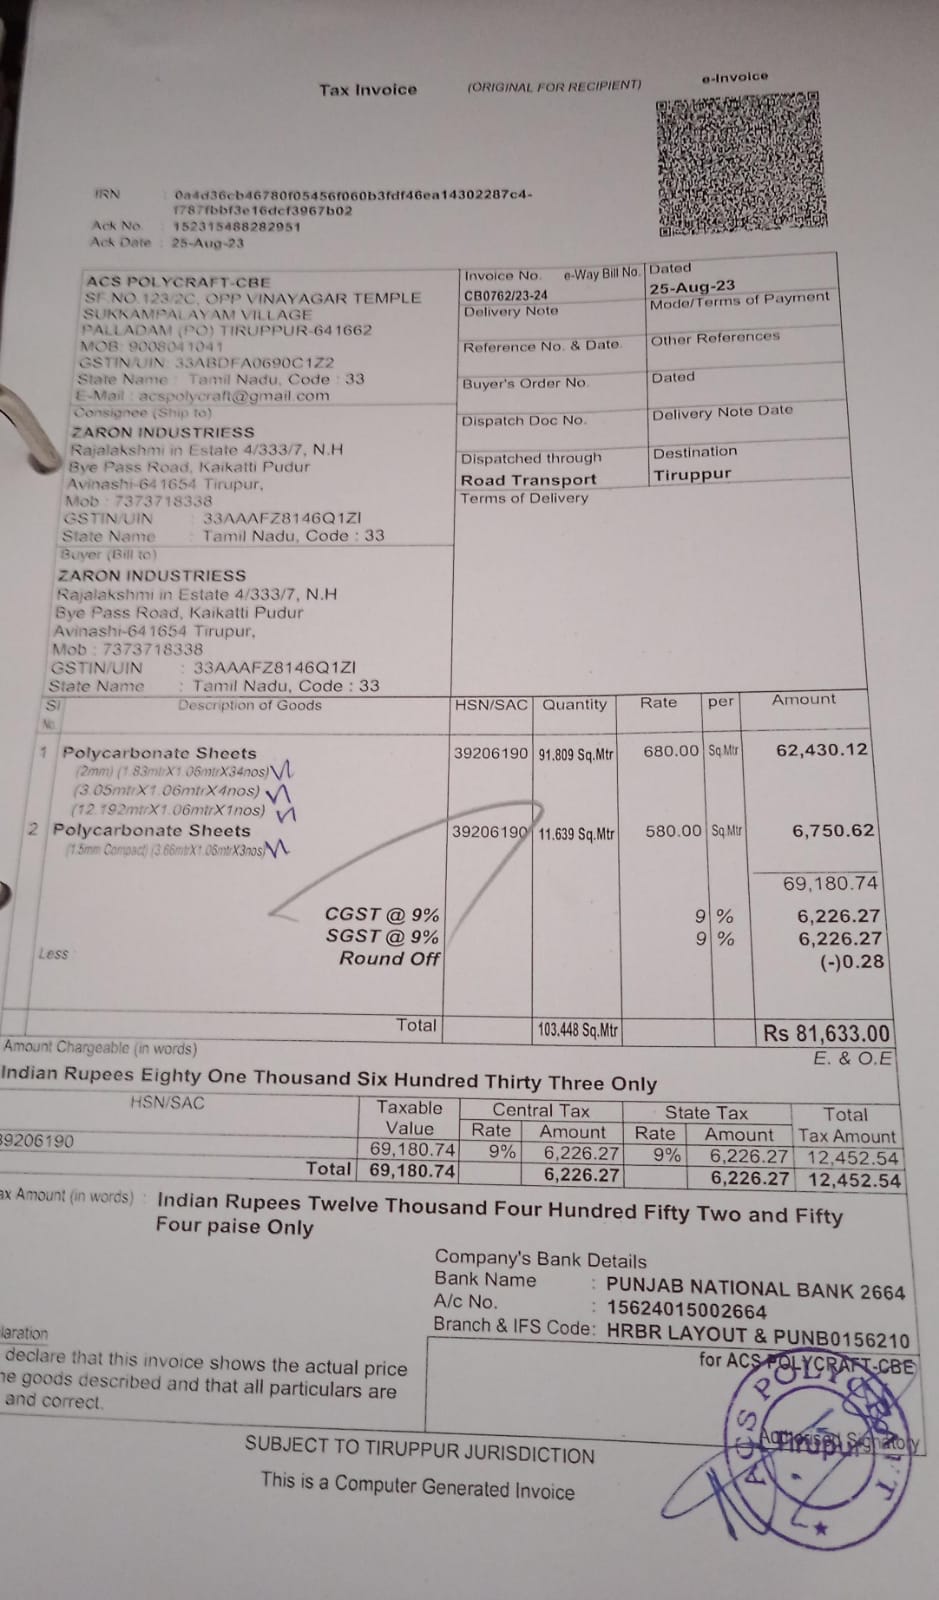 Tax Invoice
(ORIGINAL FOR RECIPIENT)
e-Invoice
IRN : 0a4d36cb46780f05456f060b3fdf46ea14302287c4-
f787fbbf3e16dcf3967b02
Ack No. : 152315488282951
Ack Date : 25-Aug-23
ACS POLYCRAFT-CBE
SF.NO.123/2C, OPP VINAYAGAR TEMPLE
SUKKAMPALAYAM VILLAGE
PALLADAM (PO) TIRUPPUR-641662
MOB: 9008041041
GSTIN/UIN: 33ABDFA0690C1Z2
State Name : Tamil Nadu, Code : 33
E-Mail : acspolycraft@gmail.com
Invoice No. e-Way Bill No. Dated
CB0762/23-24 25-Aug-23
Delivery Note Mode/Terms of Payment
Reference No. & Date. Other References
Buyer's Order No. Dated
Dispatch Doc No. Delivery Note Date
Dispatched through Destination
Road Transport Tiruppur
Terms of Delivery
Consignee (Ship to)
ZARON INDUSTRIESS
Rajalakshmi in Estate 4/333/7, N.H
Bye Pass Road, Kaikatti Pudur
Avinashi-641654 Tirupur,
Mob : 7373718338
GSTIN/UIN : 33AAAFZ8146Q1ZI
State Name : Tamil Nadu, Code : 33
Buyer (Bill to)
ZARON INDUSTRIESS
Rajalakshmi in Estate 4/333/7, N.H
Bye Pass Road, Kaikatti Pudur
Avinashi-641654 Tirupur,
Mob : 7373718338
GSTIN/UIN : 33AAAFZ8146Q1ZI
State Name : Tamil Nadu, Code : 33
Sl No. Description of Goods HSN/SAC Quantity Rate per Amount
1 Polycarbonate Sheets 39206190 91.809 Sq.Mtr 680.00 Sq.Mtr 62,430.12
(2mm) (1.83mtrX1.06mtrX34nos)
(3.05mtrX1.06mtrX4nos)
(12.192mtrX1.06mtrX1nos)
2 Polycarbonate Sheets 39206190 11.639 Sq.Mtr 580.00 Sq.Mtr 6,750.62
(1.5mm Compact) (3.66mtrX1.06mtrX3nos)
69,180.74
CGST @ 9% 9 % 6,226.27
SGST @ 9% 9 % 6,226.27
Less : Round Off (-)0.28
Total 103.448 Sq.Mtr Rs 81,633.00
Amount Chargeable (in words) E. & O.E
Indian Rupees Eighty One Thousand Six Hundred Thirty Three Only
HSN/SAC Taxable Value Central Tax State Tax Total Tax Amount
Rate Amount Rate Amount
39206190 69,180.74 9% 6,226.27 9% 6,226.27 12,452.54
Total 69,180.74 6,226.27 6,226.27 12,452.54
ax Amount (in words) : Indian Rupees Twelve Thousand Four Hundred Fifty Two and Fifty
Four paise Only
Company's Bank Details
Bank Name : PUNJAB NATIONAL BANK 2664
A/c No. : 15624015002664
Branch & IFS Code: HRBR LAYOUT & PUNB0156210
laration
declare that this invoice shows the actual price
he goods described and that all particulars are
and correct.
for ACS POLYCRAFT-CBE
Authorised Signatory
ACS POLYCRAFT
Tirupur
SUBJECT TO TIRUPPUR JURISDICTION
This is a Computer Generated Invoice